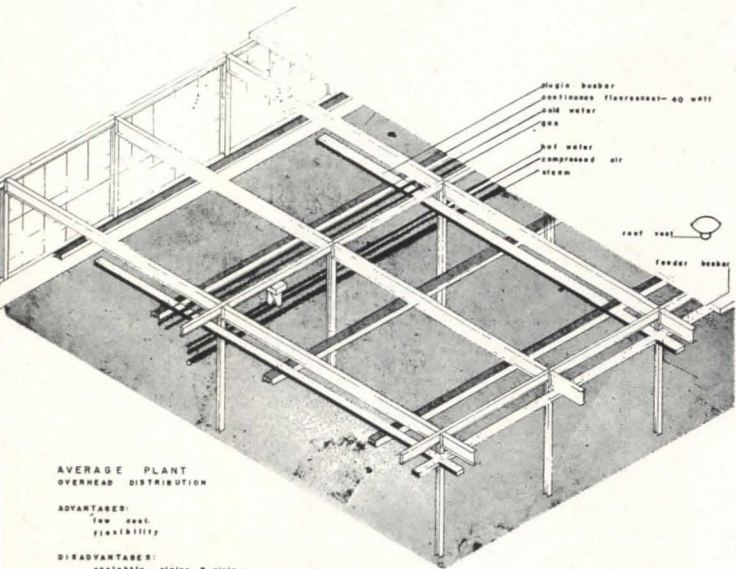 plugin busbar
continuous fluorescent— 40 watt
cold water
gas
hot water
compressed air
steam
roof vent
feeder busbar
AVERAGE PLANT
OVERHEAD DISTRIBUTION
ADVANTAGES:
low cost.
flexibility
DISADVANTAGES: